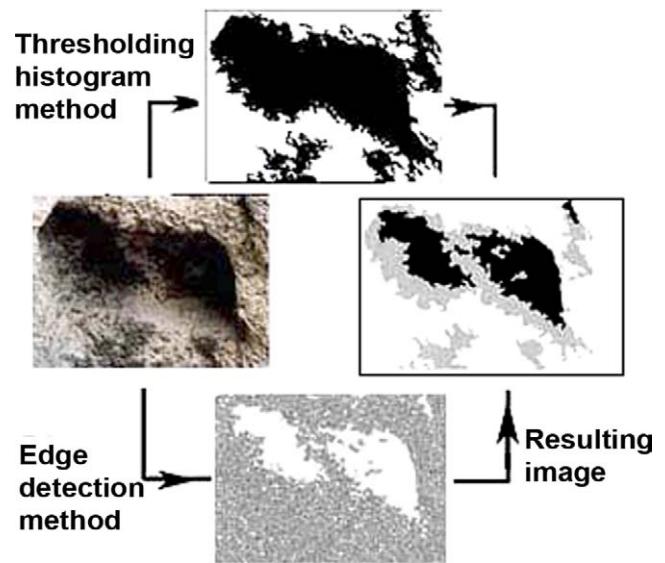 Thresholding
histogram
method
Edge
detection
method
Resulting
image